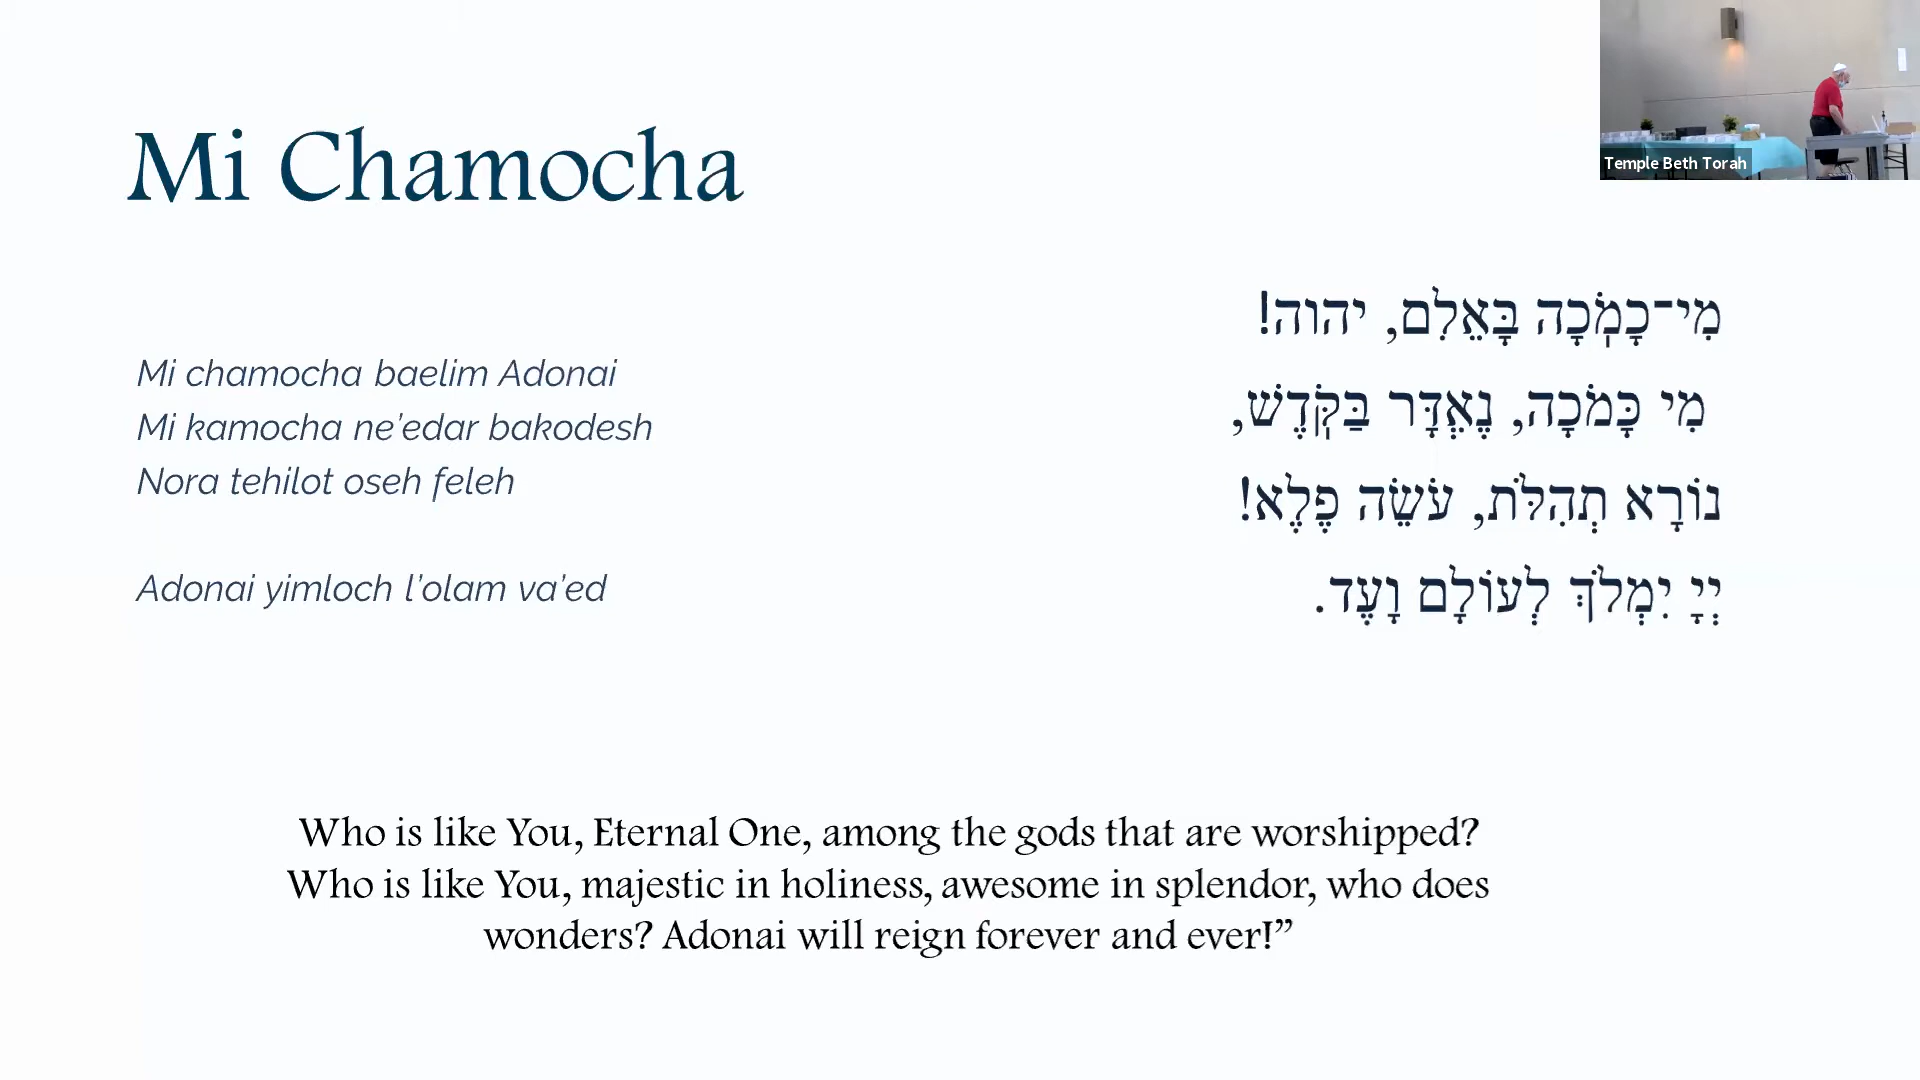 Mi Chamocha
Temple Beth Torah
Mi chamocha baelim Adonai
Mi kamocha ne’edar bakodesh
Nora tehilot oseh feleh
Adonai yimloch l’olam va’ed
מִי־כָמְֹכָה בָּאֵלִם, יהוה!
מִי כָּמֹכָה, נֶאְדָּר בַּקֹּדֶשׁ,
נוֹרָא תְהִלֹּת, עֹשֵׂה פֶלֶא!
יְיָ יִמְלֹךְ לְעוֹלָם וָעֶד.
Who is like You, Eternal One, among the gods that are worshipped?
Who is like You, majestic in holiness, awesome in splendor, who does
wonders? Adonai will reign forever and ever!”